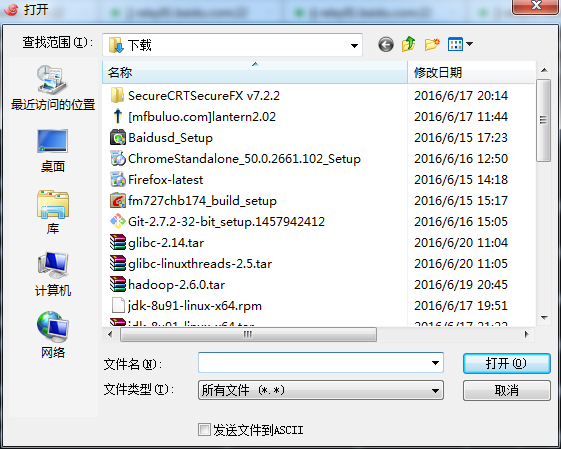 打开
查找范围(I):
下载
名称
修改日期
SecureCRTSecureFX v7.2.2
2016/6/17 20:14
[mfbuluo.com]lantern2.02
2016/6/17 11:44
Baidusd_Setup
2016/6/15 17:23
ChromeStandalone_50.0.2661.102_Setup
2016/6/16 12:50
Firefox-latest
2016/6/15 14:18
fm727chb174_build_setup
2016/6/15 15:17
Git-2.7.2-32-bit_setup.1457942412
2016/6/16 15:05
glibc-2.14.tar
2016/6/20 11:04
glibc-linuxthreads-2.5.tar
2016/6/20 11:05
hadoop-2.6.0.tar
2016/6/19 20:45
jdk-8u91-linux-x64.rpm
2016/6/17 19:51
jdk-8u91-linux-x64.tar
最近访问的位置
桌面
库
计算机
网络
文件名(N):
打开(O)
文件类型(T):
所有文件 (*.*)
取消
发送文件到ASCII